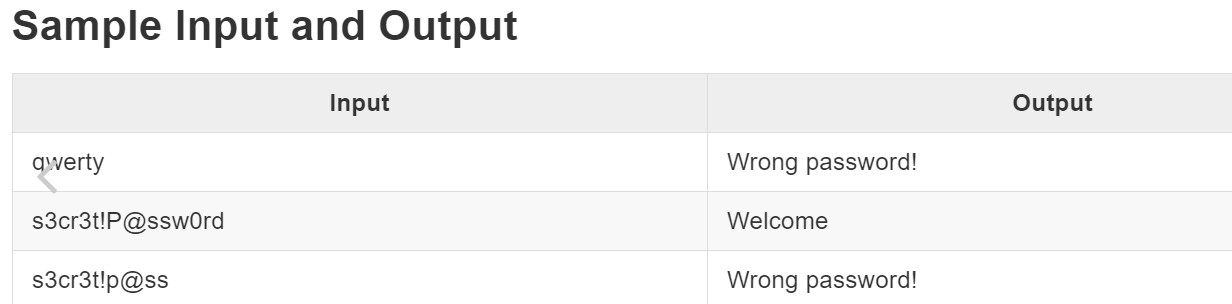 Sample Input and Output
Input Output
qwerty Wrong password!
s3cr3t!P@ssw0rd Welcome
s3cr3t!p@ss Wrong password!